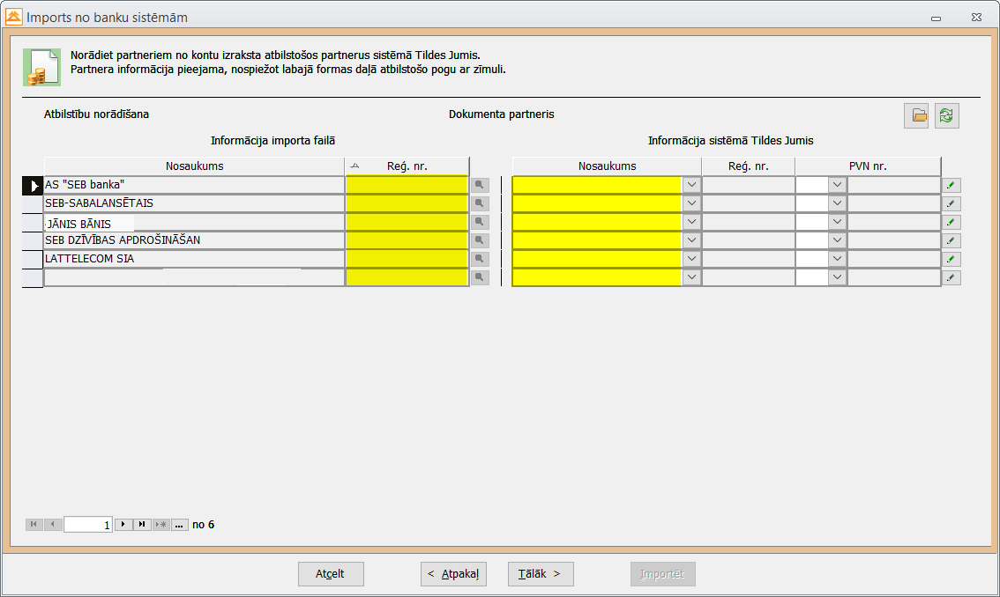 Imports no banku sistēmām
Norādiet partneriem no kontu izraksta atbilstošos partnerus sistēmā Tildes Jumis.
Partnera informācija pieejama, nospiežot labajā formas daļā atbilstošo pogu ar zīmuli.
Atbilstību norādīšana
Dokumenta partneris
Informācija importa failā
Informācija sistēmā Tildes Jumis
Nosaukums Reģ. nr. Nosaukums Reģ. nr. PVN nr.
AS "SEB banka"
SEB-SABALANSĒTAIS
JĀNIS BĀNIS
SEB DZĪVĪBAS APDROŠINĀŠAN
LATTELECOM SIA
1 ... no 6
Atcelt < Atpakaļ Tālāk > Importēt